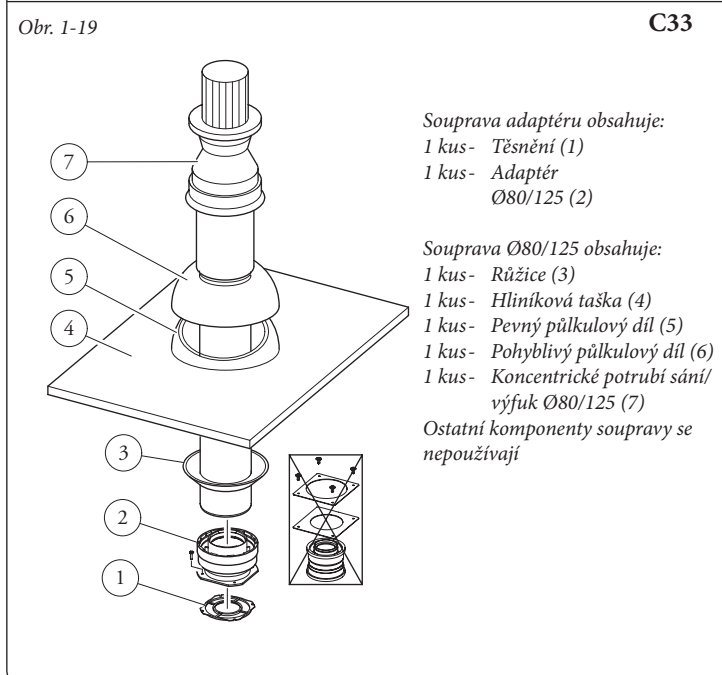 Obr. 1-19
C33
Souprava adaptéru obsahuje:
1 kus - Těsnění (1)
1 kus - Adaptér
Ø80/125 (2)
Souprava Ø80/125 obsahuje:
1 kus - Růžice (3)
1 kus - Hliníková taška (4)
1 kus - Pevný půlkulový díl (5)
1 kus - Pohyblivý půlkulový díl (6)
1 kus - Koncentrické potrubí sání/
výfuk Ø80/125 (7)
Ostatní komponenty soupravy se
nepoužívají
7
6
5
4
3
2
1